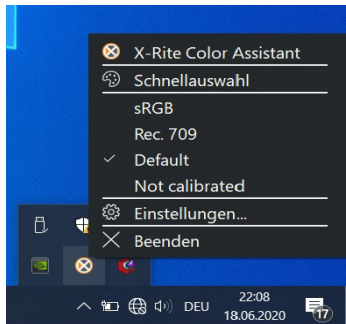 X-Rite Color Assistant
Schnellauswahl
sRGB
Rec. 709
Default
Not calibrated
Einstellungen...
Beenden
DEU
22:08
18.06.2020
17